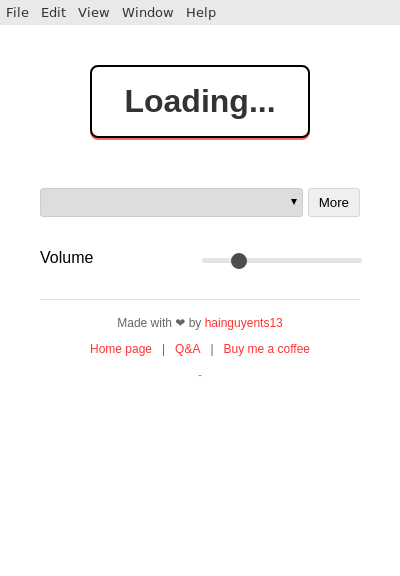 File Edit View Window Help
Loading...
More
Volume
Made with ❤ by hainguyents13
Home page | Q&A | Buy me a coffee
-